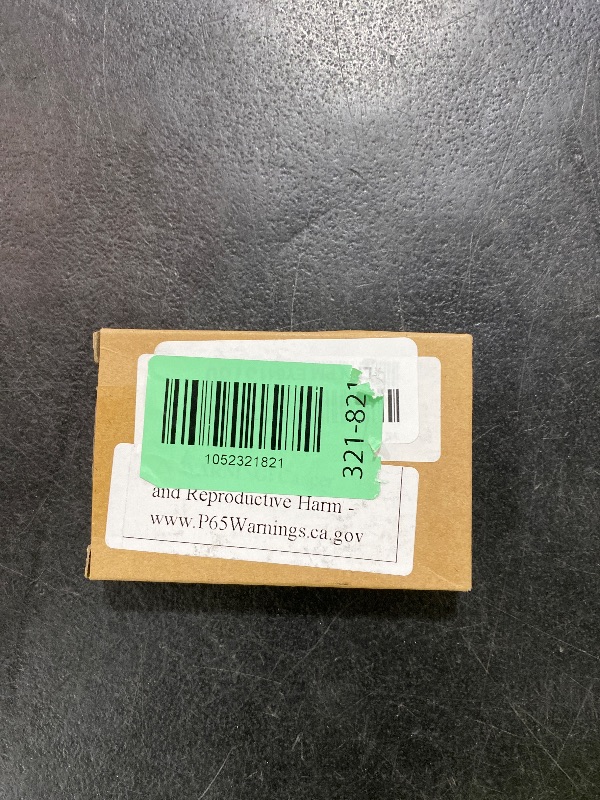 1052321821
321-821
and Reproductive Harm -
www.P65Warnings.ca.gov